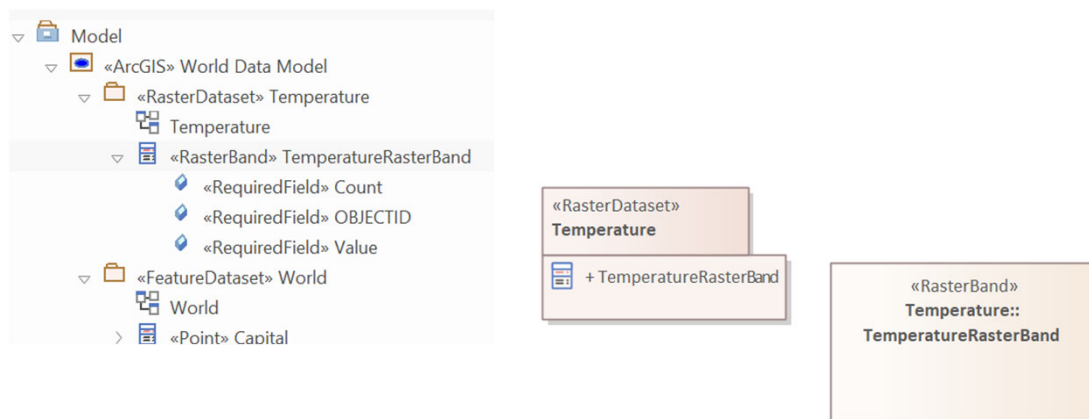 Model
«ArcGIS» World Data Model
«RasterDataset» Temperature
Temperature
«RasterBand» TemperatureRasterBand
«RequiredField» Count
«RequiredField» OBJECTID
«RequiredField» Value
«FeatureDataset» World
World
«Point» Capital
«RasterDataset»
Temperature
+ TemperatureRasterBand
«RasterBand»
Temperature::
TemperatureRasterBand